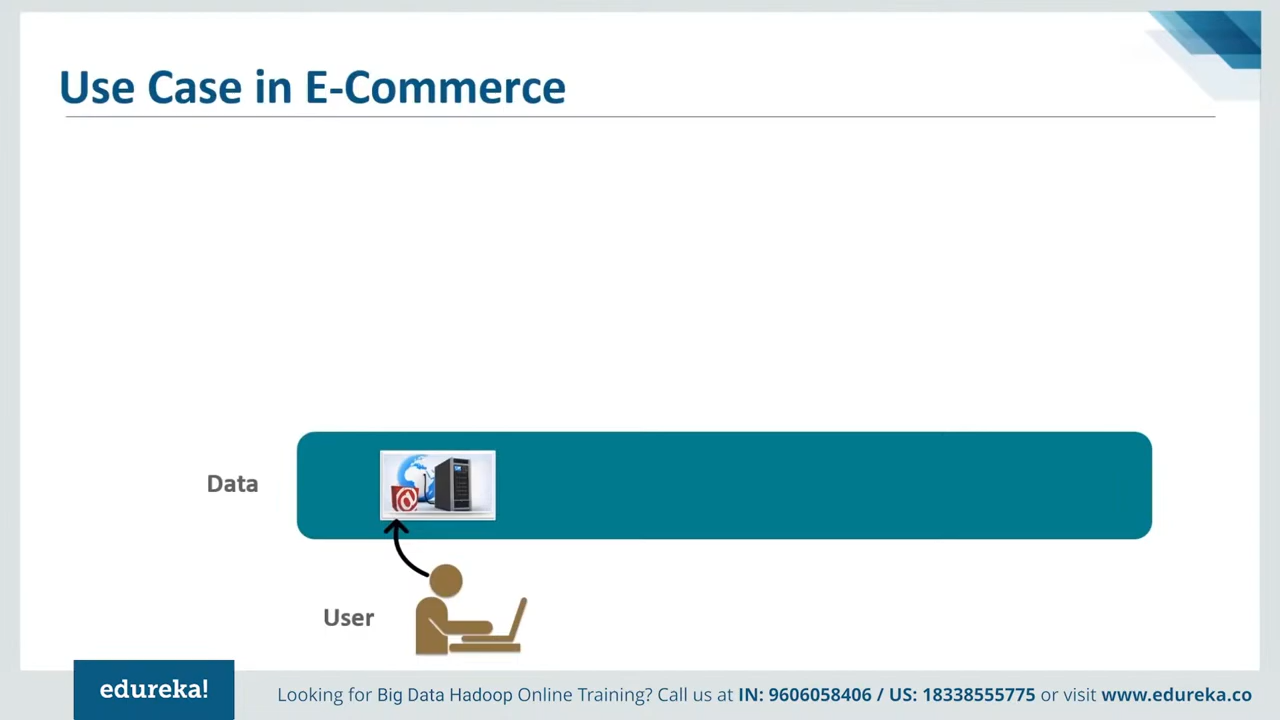 Use Case in E-Commerce
Data
User
edureka!
Looking for Big Data Hadoop Online Training? Call us at IN: 9606058406 / US: 18338555775 or visit www.edureka.co